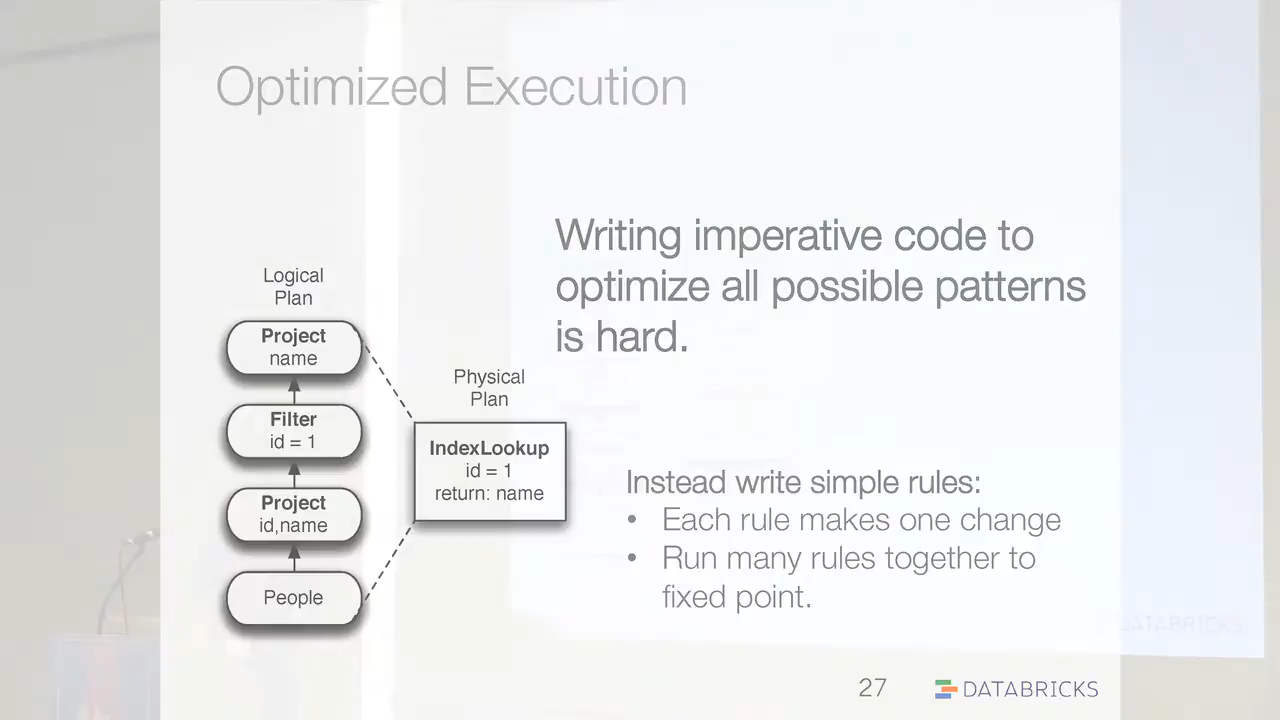 Optimized Execution
Writing imperative code to
optimize all possible patterns
is hard.
Logical
Plan
Project
name
Filter
id = 1
Project
id,name
People
Physical
Plan
IndexLookup
id = 1
return: name
Instead write simple rules:
• Each rule makes one change
• Run many rules together to
fixed point.
DATABRICKS
27
DATABRICKS